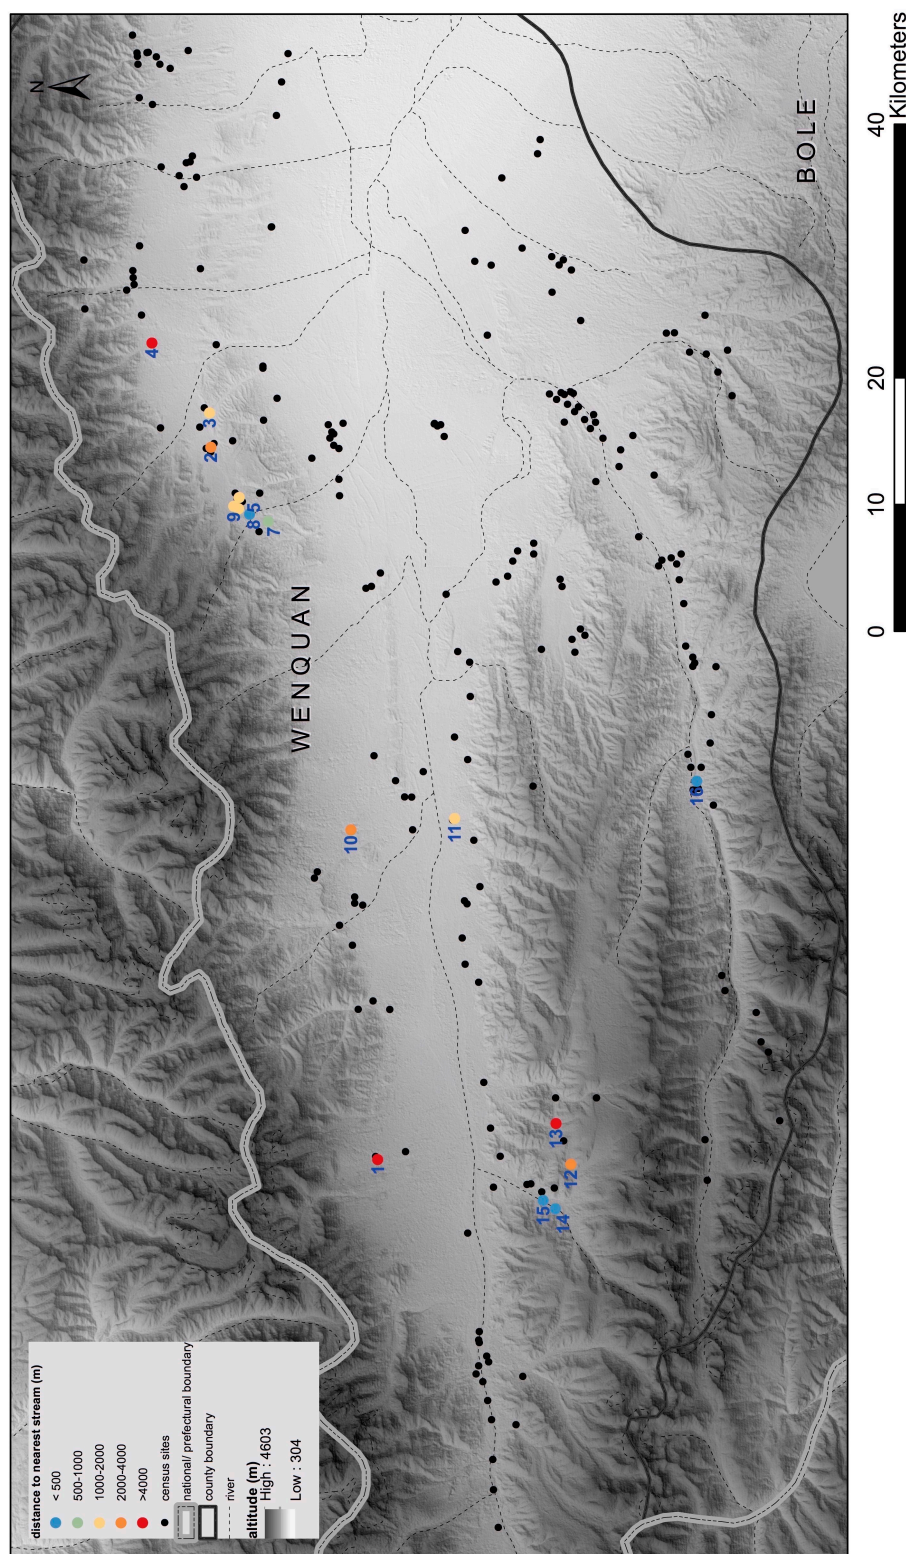 N
BOLE
WENQUAN
4
3
2
9
8
5
7
10
11
16
1
13
12
15
14
distance to nearest stream (m)
< 500
500-1000
1000-2000
2000-4000
>4000
census sites
national/ prefectural boundary
county boundary
river
altitude (m)
High : 4603
Low : 304
0
10
20
40
Kilometers